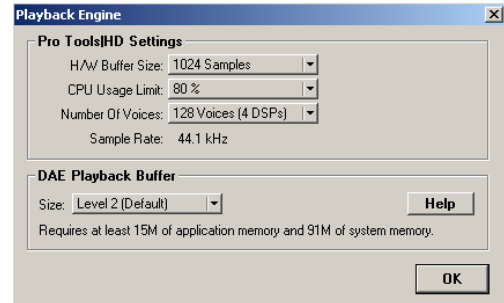 Playback Engine
Pro Tools|HD Settings
H/W Buffer Size: 1024 Samples
CPU Usage Limit: 80 %
Number Of Voices: 128 Voices (4 DSPs)
Sample Rate: 44.1 kHz
DAE Playback Buffer
Size: Level 2 (Default) Help
Requires at least 15M of application memory and 91M of system memory.
OK